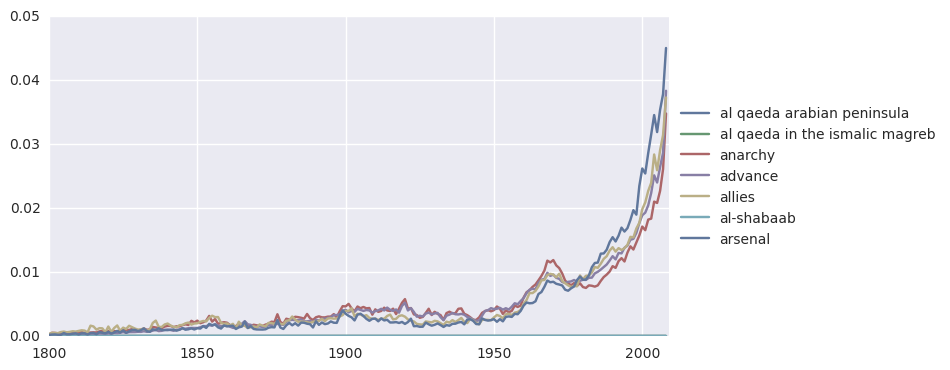 0.05
0.04
0.03
0.02
0.01
0.00
1800 1850 1900 1950 2000
al qaeda arabian peninsula
al qaeda in the ismalic magreb
anarchy
advance
allies
al-shabaab
arsenal